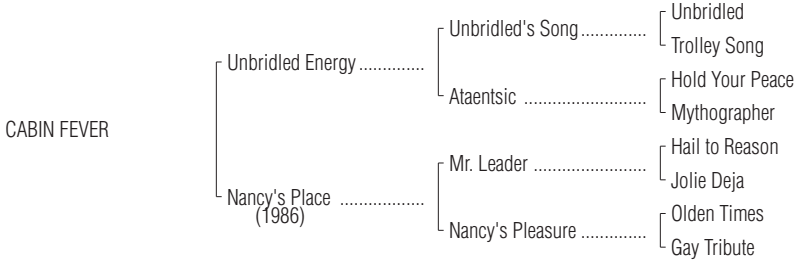 Unbridled
Unbridled's Song ..............
Trolley Song
Unbridled Energy ..............
Hold Your Peace
Ataentsic ..........................
Mythographer
CABIN FEVER
Hail to Reason
Mr. Leader ........................
Jolie Deja
Nancy's Place ..................
(1986)
Olden Times
Nancy's Pleasure ..............
Gay Tribute